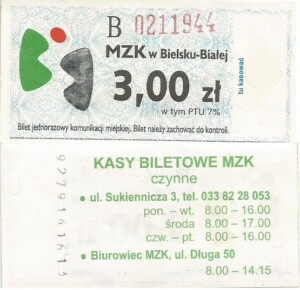 B 0211944
MZK w Bielsku-Białej
3,00 zł
w tym PTU 7%
tu kasować
Bilet jednorazowy komunikacji miejskiej. Bilet należy zachować do kontroli.
KASY BILETOWE MZK
czynne
• ul. Sukiennicza 3, tel. 033 82 28 053
pon. – wt. 8.00 – 16.00
środa 8.00 – 17.00
czw. – pt. 8.00 – 16.00
• Biurowiec MZK, ul. Długa 50
8.00 – 14.15